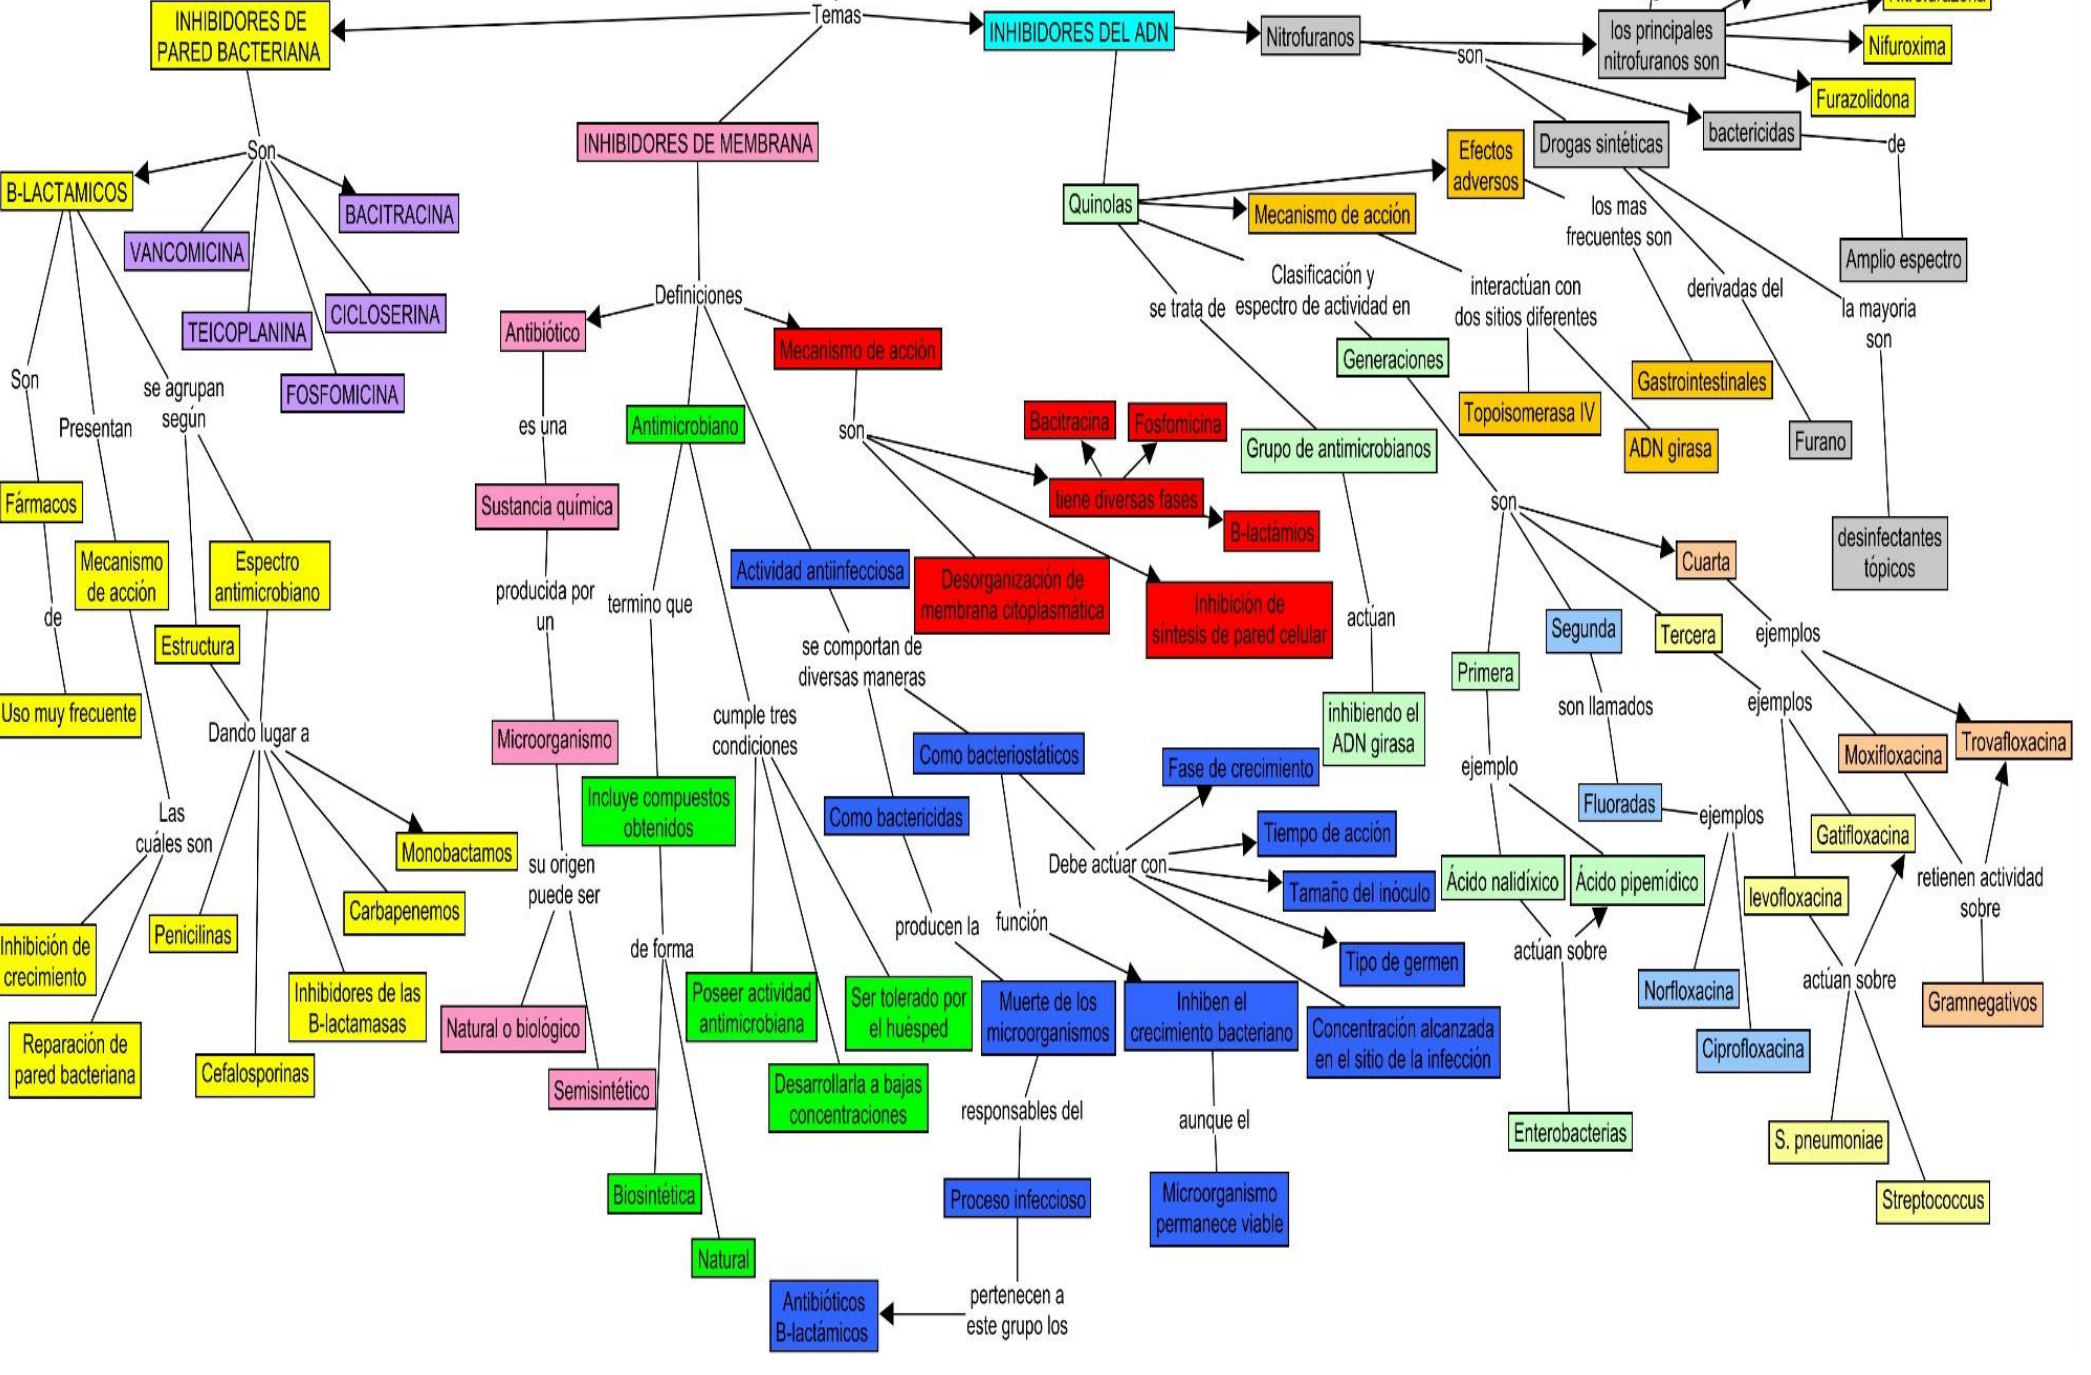 Temas
INHIBIDORES DE
PARED BACTERIANA
Son
B-LACTAMICOS
VANCOMICINA
TEICOPLANINA
FOSFOMICINA
CICLOSERINA
BACITRACINA
Son
Fármacos
de
Uso muy frecuente
Presentan
Mecanismo
de acción
Las
cuáles son
Inhibición de
crecimiento
Reparación de
pared bacteriana
se agrupan
según
Estructura
Espectro
antimicrobiano
Dando lugar a
Penicilinas
Cefalosporinas
Inhibidores de las
B-lactamasas
Carbapenemos
Monobactamos
INHIBIDORES DE MEMBRANA
Definiciones
Antibiótico
es una
Sustancia química
producida por
un
Microorganismo
su origen
puede ser
Natural o biológico
Semisintético
Antimicrobiano
termino que
Incluye compuestos
obtenidos
de forma
Biosintética
Natural
cumple tres
condiciones
Poseer actividad
antimicrobiana
Desarrollarla a bajas
concentraciones
Ser tolerado por
el huésped
Actividad antiinfecciosa
se comportan de
diversas maneras
Como bactericidas
producen la
Muerte de los
microorganismos
responsables del
Proceso infeccioso
pertenecen a
este grupo los
Antibióticos
B-lactámicos
Como bacteriostáticos
función
Inhiben el
crecimiento bacteriano
aunque el
Microorganismo
permanece viable
Debe actuar con
Fase de crecimiento
Tiempo de acción
Tamaño del inóculo
Tipo de germen
Concentración alcanzada
en el sitio de la infección
Mecanismo de acción
son
Desorganización de
membrana citoplasmática
Inhibición de
síntesis de pared celular
tiene diversas fases
Bacitracina
Fosfomicina
B-lactámios
INHIBIDORES DEL ADN
Quinolas
se trata de
Grupo de antimicrobianos
actúan
inhibiendo el
ADN girasa
Clasificación y
espectro de actividad en
Generaciones
son
Primera
ejemplo
Ácido nalidíxico
Ácido pipemídico
actúan sobre
Enterobacterias
Segunda
son llamados
Fluoradas
ejemplos
Norfloxacina
Ciprofloxacina
Tercera
ejemplos
levofloxacina
Gatifloxacina
actúan sobre
S. pneumoniae
Streptococcus
Cuarta
ejemplos
Moxifloxacina
Trovafloxacina
retienen actividad
sobre
Gramnegativos
Mecanismo de acción
interactúan con
dos sitios diferentes
Topoisomerasa IV
ADN girasa
Efectos
adversos
los mas
frecuentes son
Gastrointestinales
Nitrofuranos
son
Drogas sintéticas
derivadas del
Furano
la mayoria
son
desinfectantes
tópicos
bactericidas
de
Amplio espectro
los principales
nitrofuranos son
Nifuroxima
Furazolidona